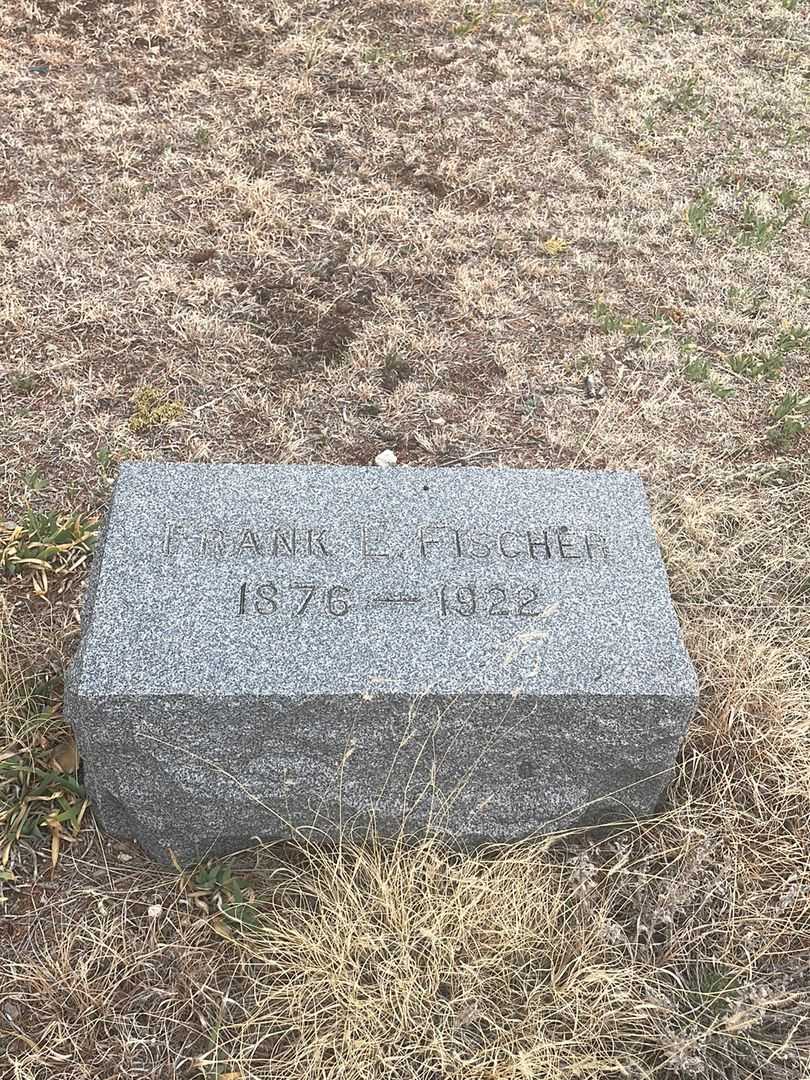 FRANK E. FISCHER
1876 — 1922